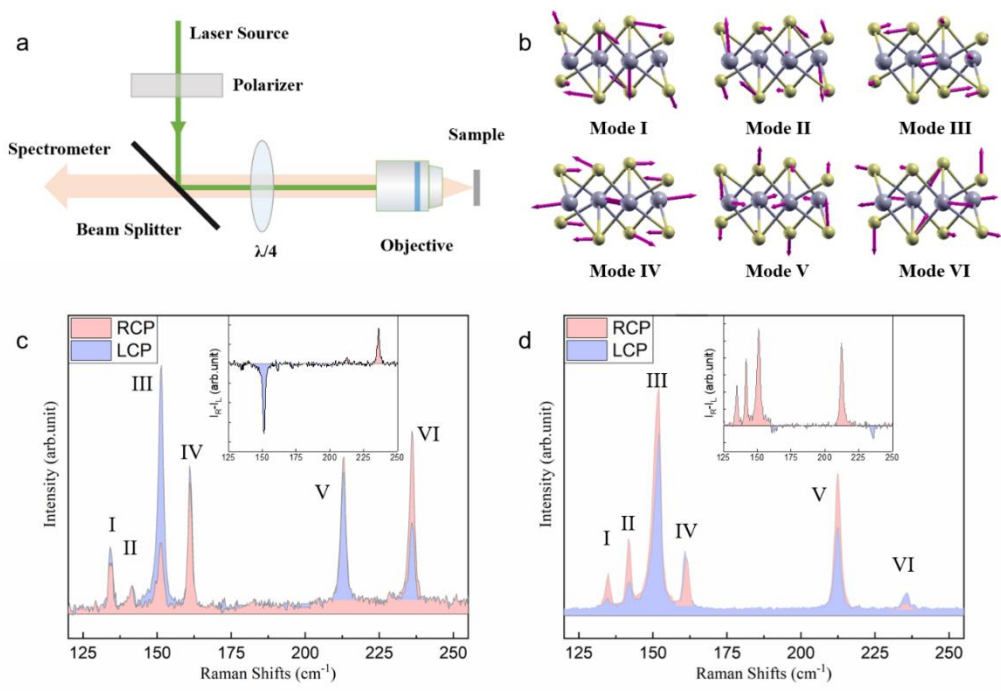 a
Laser Source
Polarizer
Spectrometer
Sample
Beam Splitter
λ/4
Objective
b
Mode I
Mode II
Mode III
Mode IV
Mode V
Mode VI
c
RCP
LCP
I
II
III
IV
V
VI
Intensity (arb.unit)
125 150 175 200 225 250
Raman Shifts (cm⁻¹)
I_R-I_L (arb.unit)
125 150 175 200 225 250
d
RCP
LCP
I
II
III
IV
V
VI
Intensity (arb.unit)
125 150 175 200 225 250
Raman Shifts (cm⁻¹)
I_R-I_L (arb.unit)
125 150 175 200 225 250